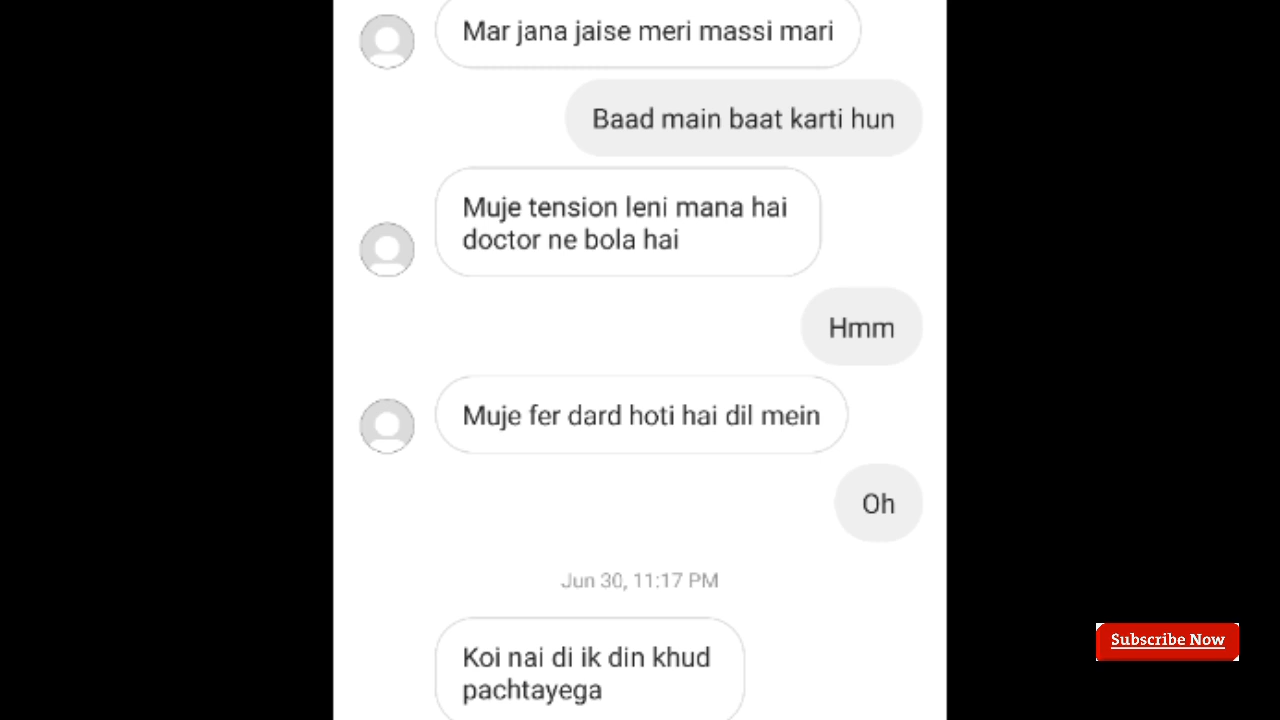 Mar jana jaise meri massi mari
Baad main baat karti hun
Muje tension leni mana hai
doctor ne bola hai
Hmm
Muje fer dard hoti hai dil mein
Oh
Jun 30, 11:17 PM
Koi nai di ik din khud
pachtayega
Subscribe Now